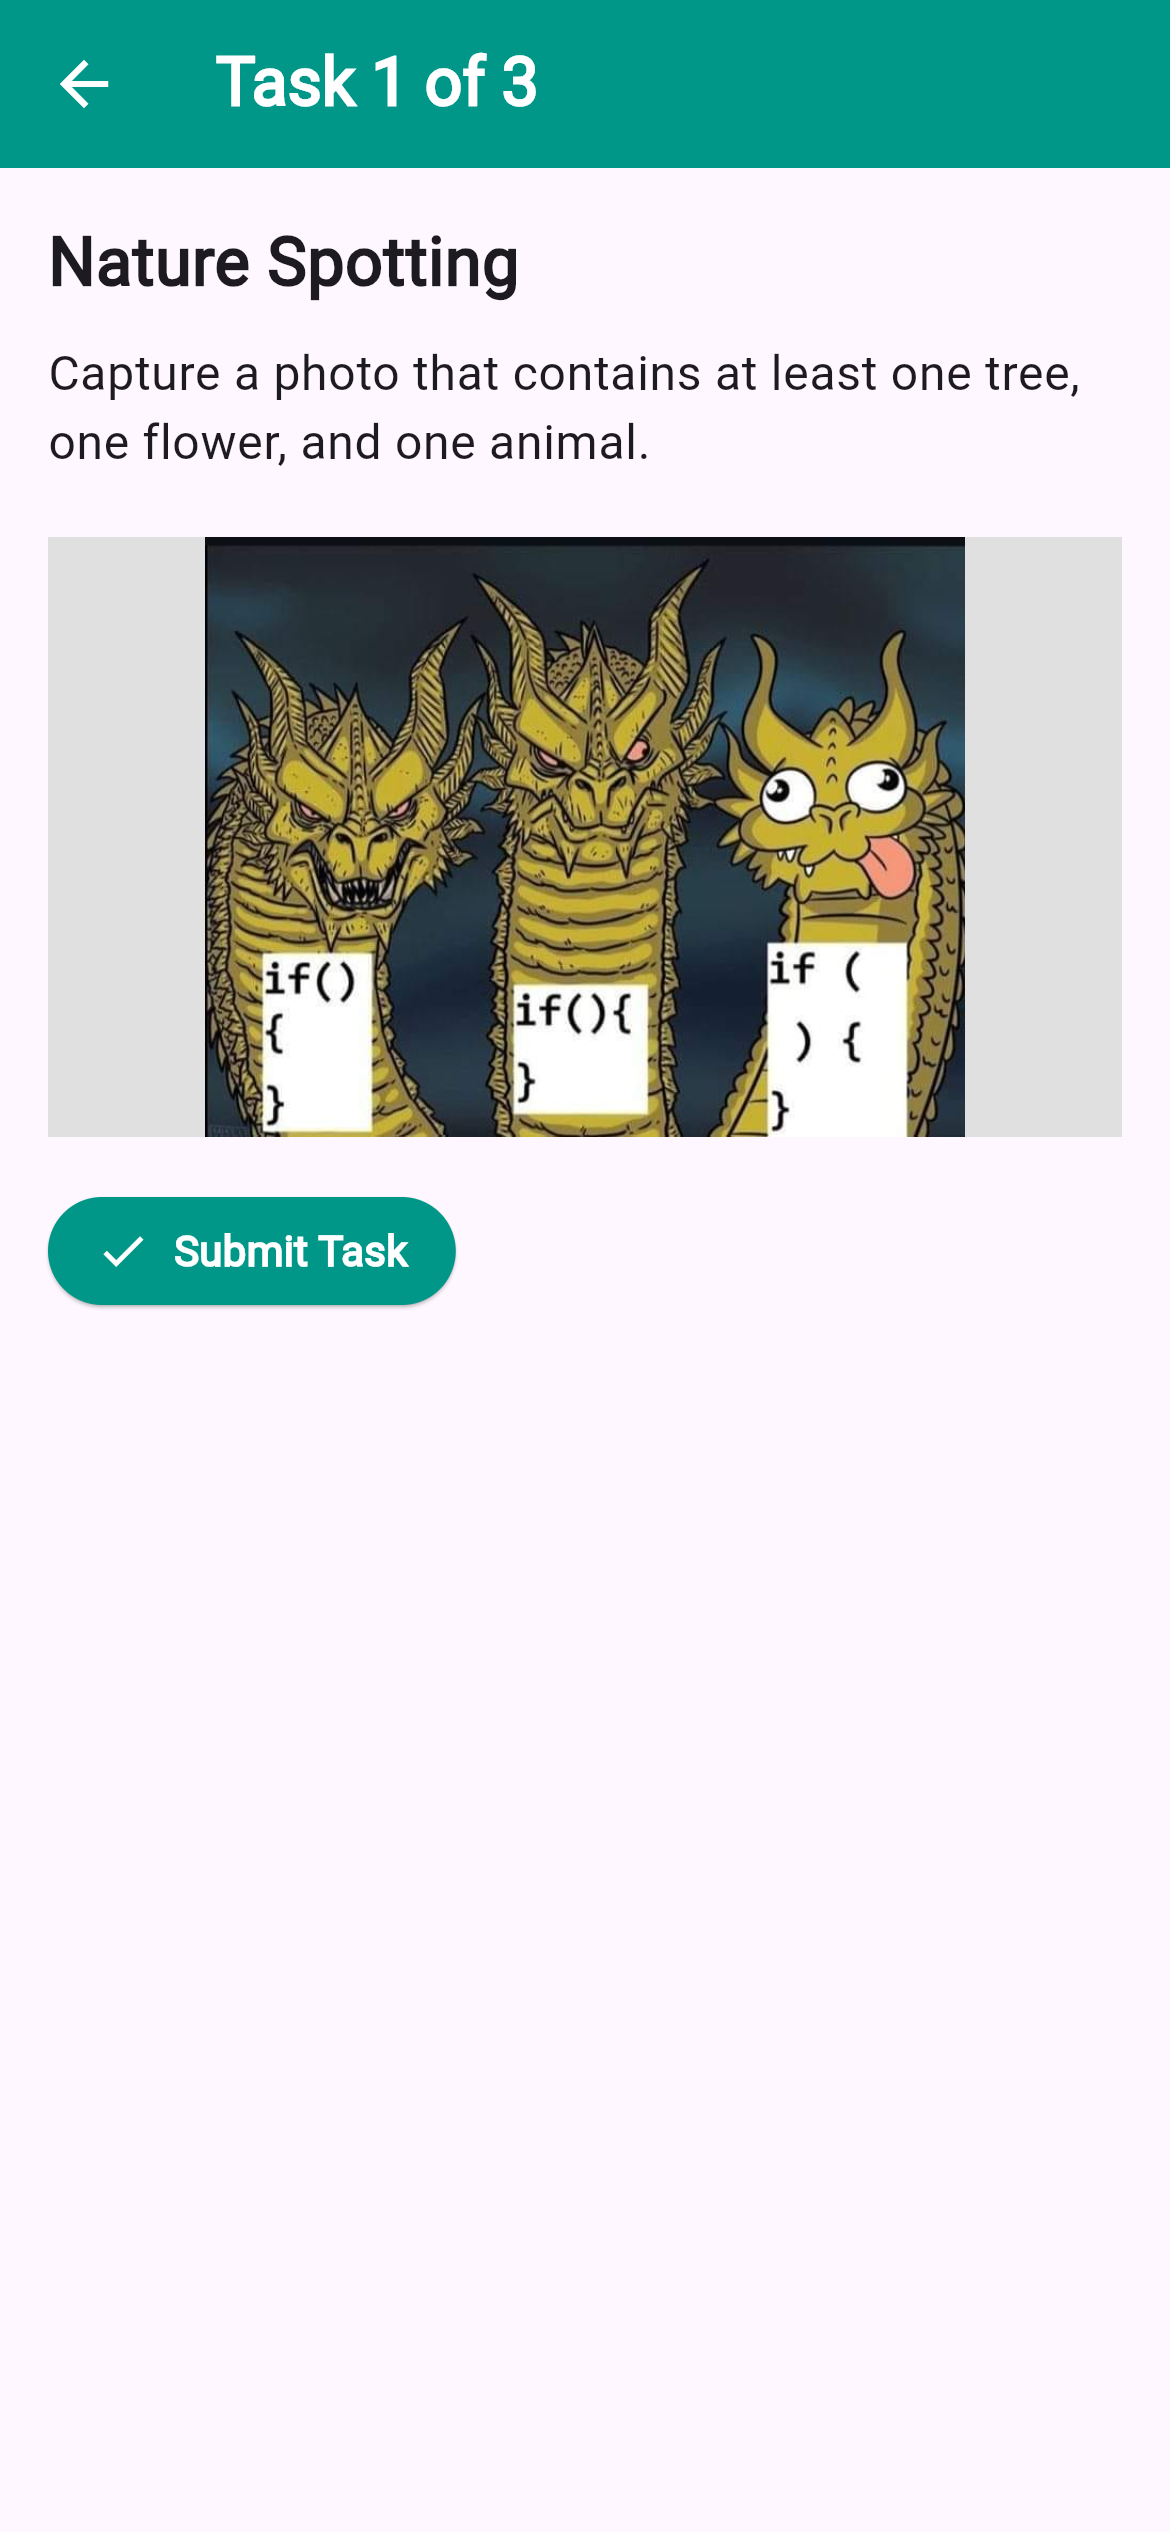 Task 1 of 3
Nature Spotting
Capture a photo that contains at least one tree,
one flower, and one animal.
if()
{
}
if(){
}
if (
) {
}
Submit Task